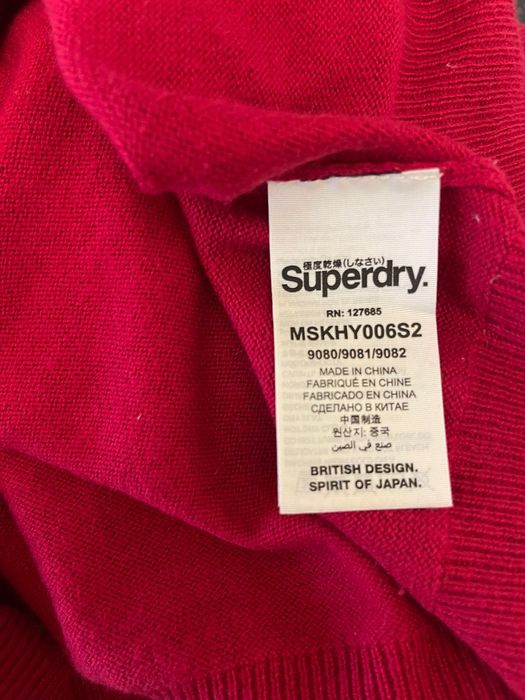 極度乾燥(しなさい)
Superdry.
RN: 127685
MSKHY006S2
9080/9081/9082
MADE IN CHINA
FABRIQUÉ EN CHINE
FABRICADO EN CHINA
СДЕЛАНО В КИТАЕ
中国制造
원산지: 중국
صنع في الصين
BRITISH DESIGN.
SPIRIT OF JAPAN.